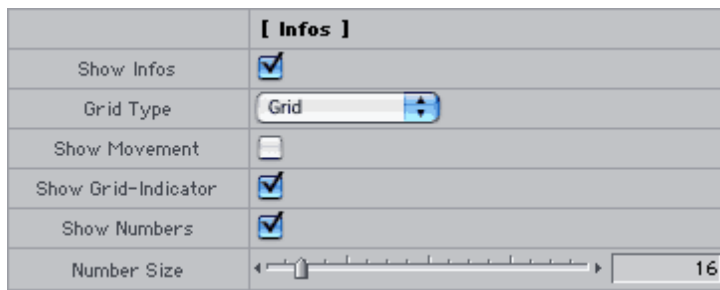 [ Infos ]
Show Infos
Grid Type Grid
Show Movement
Show Grid-Indicator
Show Numbers
Number Size 16